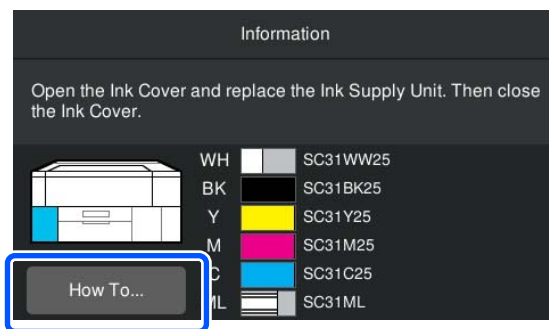 Information
Open the Ink Cover and replace the Ink Supply Unit. Then close
the Ink Cover.
WH SC31WW25
BK SC31BK25
Y SC31Y25
M SC31M25
C SC31C25
ML SC31ML
How To...